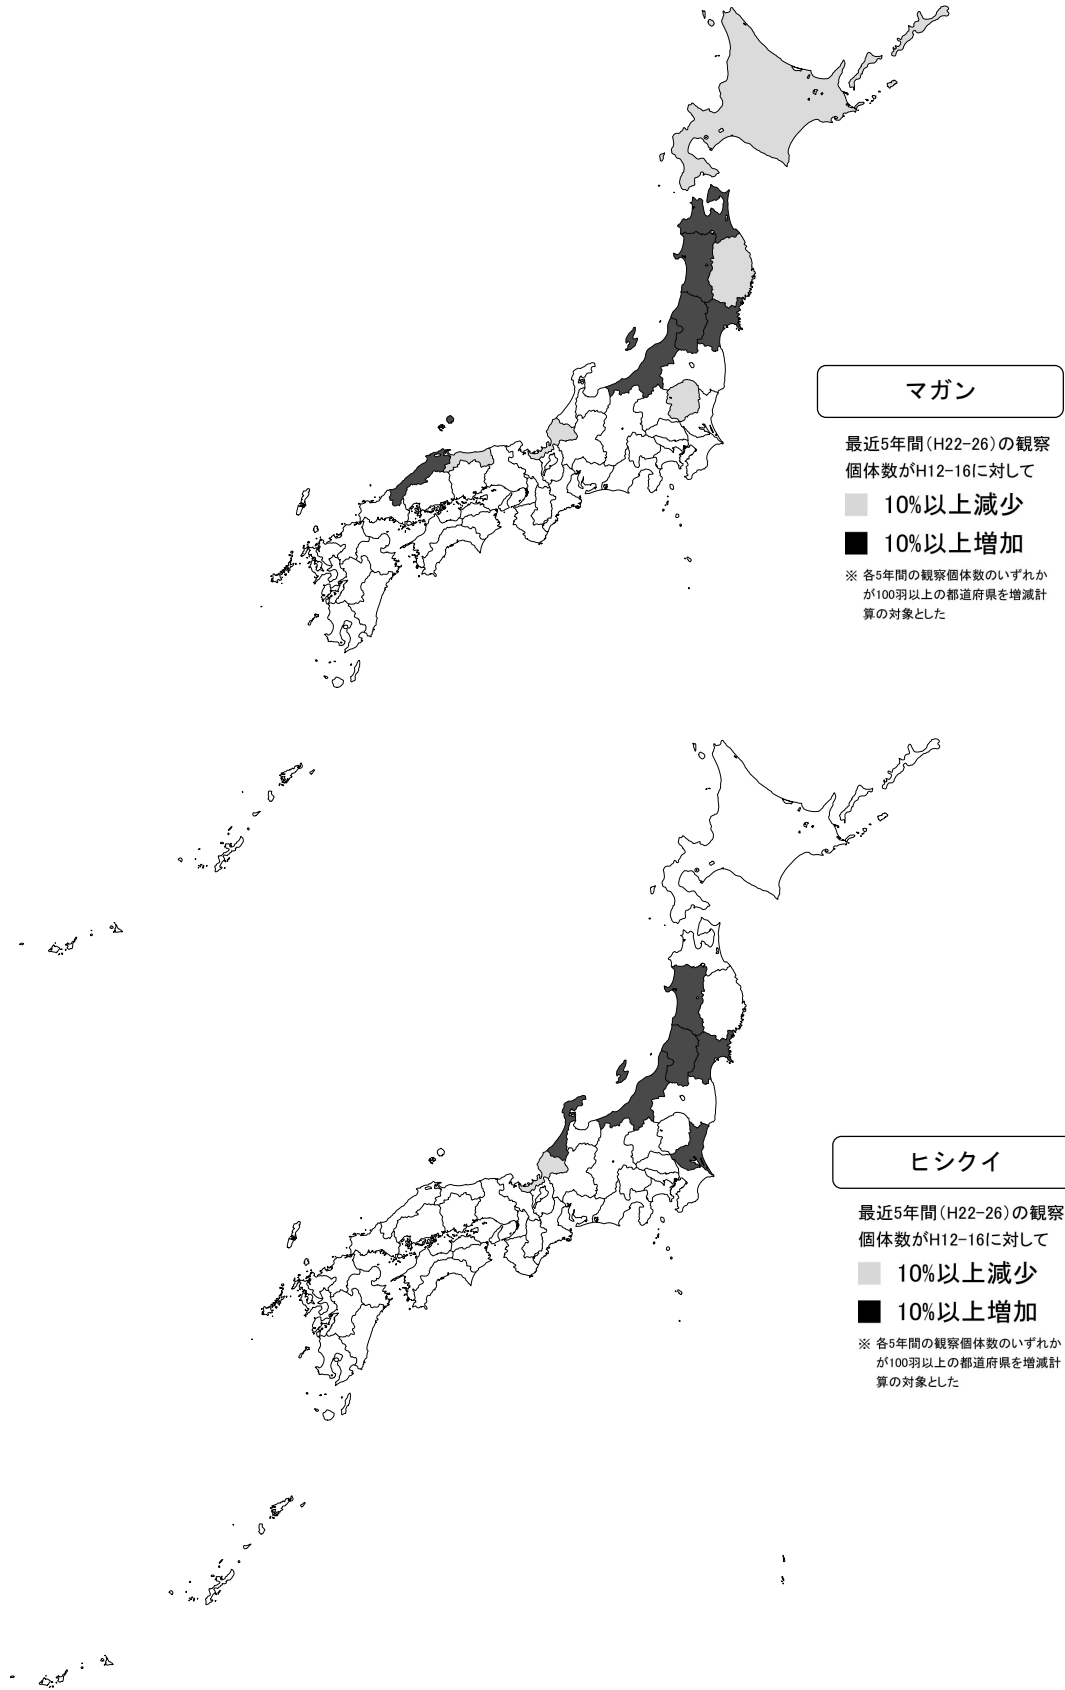 マガン
最近5年間(H22-26)の観察
個体数がH12-16に対して
10%以上減少
10%以上増加
※ 各5年間の観察個体数のいずれか
が100羽以上の都道府県を増減計
算の対象とした
ヒシクイ
最近5年間(H22-26)の観察
個体数がH12-16に対して
10%以上減少
10%以上増加
※ 各5年間の観察個体数のいずれか
が100羽以上の都道府県を増減計
算の対象とした